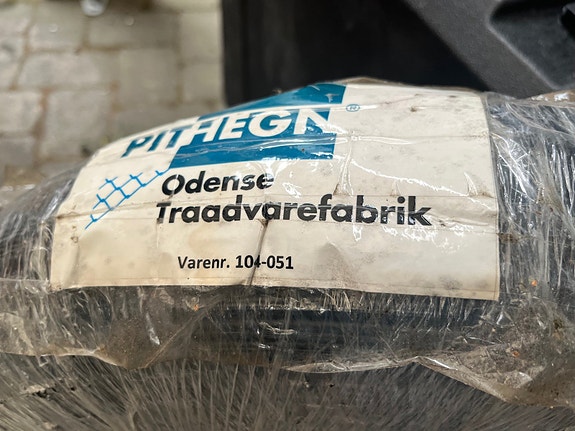 PITHEGN®
Odense
Traadvarefabrik
Varenr. 104-051